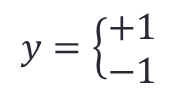 y = { +1
−1